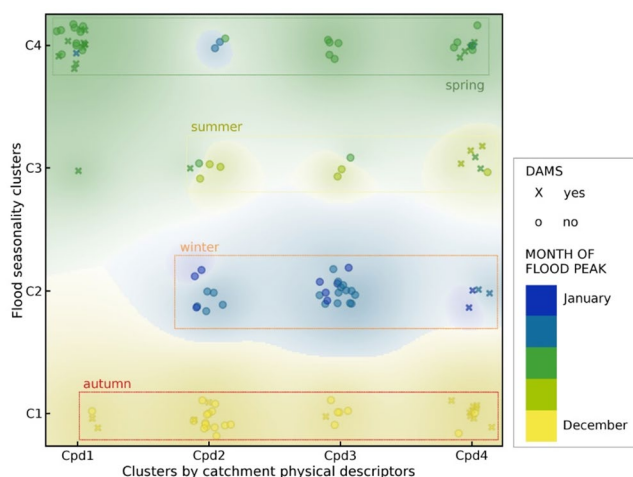 C4
C3
C2
C1
Flood seasonality clusters
spring
summer
winter
autumn
Cpd1 Cpd2 Cpd3 Cpd4
Clusters by catchment physical descriptors
DAMS
X yes
o no
MONTH OF
FLOOD PEAK
January
December